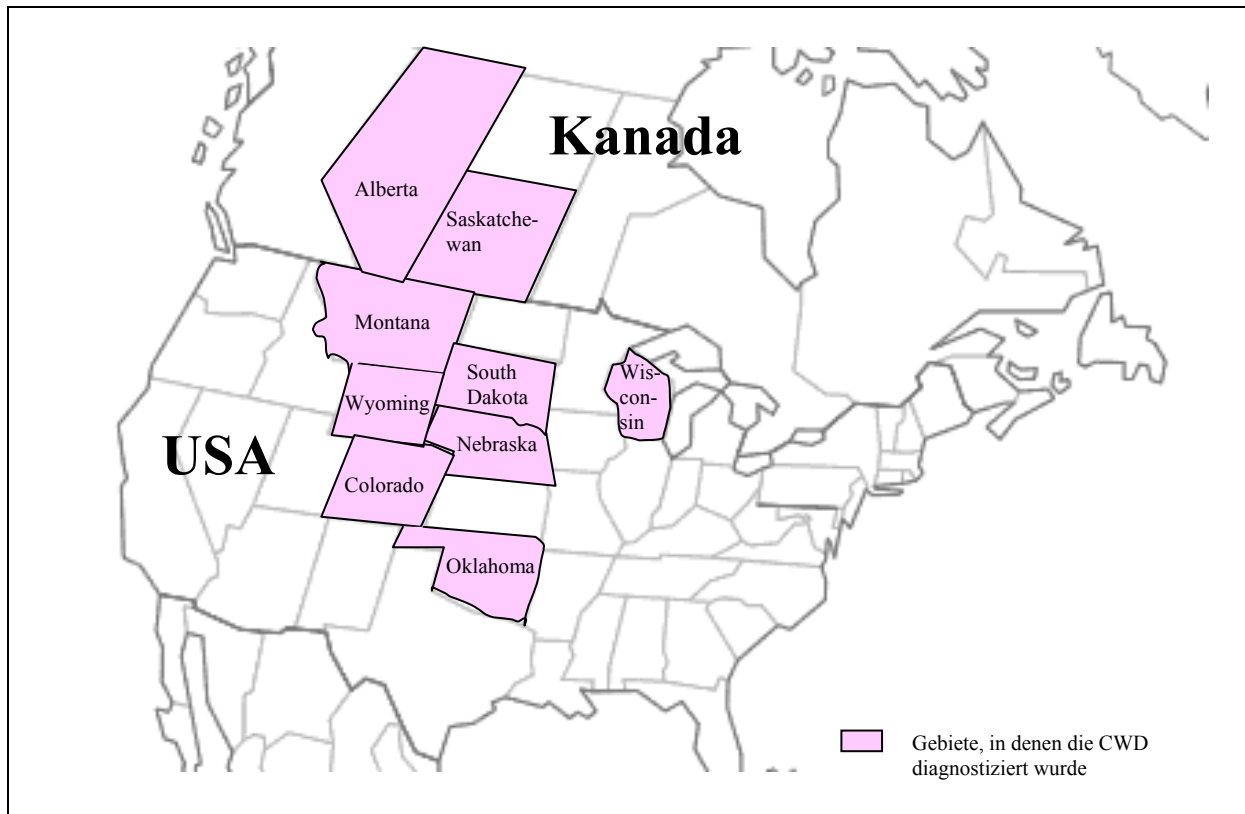 Kanada
Alberta
Saskatche-
wan
Montana
South
Dakota
Wis-
con-
sin
Wyoming
USA
Nebraska
Colorado
Oklahoma
Gebiete, in denen die CWD
diagnostiziert wurde